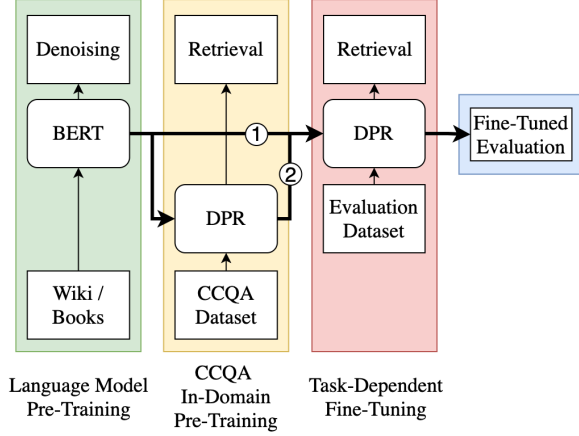 Denoising
Retrieval
Retrieval
BERT
1
DPR
Fine-Tuned
Evaluation
2
DPR
Evaluation
Dataset
Wiki /
Books
CCQA
Dataset
Language Model
Pre-Training
CCQA
In-Domain
Pre-Training
Task-Dependent
Fine-Tuning